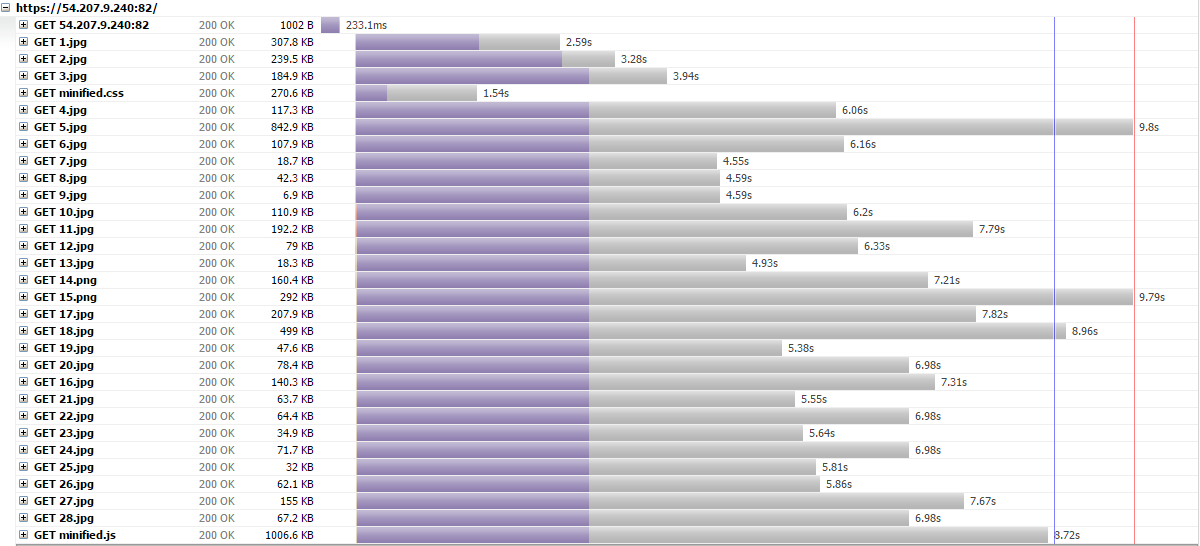 https://54.207.9.240:82/
GET 54.207.9.240:82 200 OK 1002 B 233.1ms
GET 1.jpg 200 OK 307.8 KB 2.59s
GET 2.jpg 200 OK 239.5 KB 3.28s
GET 3.jpg 200 OK 184.9 KB 3.94s
GET minified.css 200 OK 270.6 KB 1.54s
GET 4.jpg 200 OK 117.3 KB 6.06s
GET 5.jpg 200 OK 842.9 KB 9.8s
GET 6.jpg 200 OK 107.9 KB 6.16s
GET 7.jpg 200 OK 18.7 KB 4.55s
GET 8.jpg 200 OK 42.3 KB 4.59s
GET 9.jpg 200 OK 6.9 KB 4.59s
GET 10.jpg 200 OK 110.9 KB 6.2s
GET 11.jpg 200 OK 192.2 KB 7.79s
GET 12.jpg 200 OK 79 KB 6.33s
GET 13.jpg 200 OK 18.3 KB 4.93s
GET 14.png 200 OK 160.4 KB 7.21s
GET 15.png 200 OK 292 KB 9.79s
GET 17.jpg 200 OK 207.9 KB 7.82s
GET 18.jpg 200 OK 499 KB 8.96s
GET 19.jpg 200 OK 47.6 KB 5.38s
GET 20.jpg 200 OK 78.4 KB 6.98s
GET 16.jpg 200 OK 140.3 KB 7.31s
GET 21.jpg 200 OK 63.7 KB 5.55s
GET 22.jpg 200 OK 64.4 KB 6.98s
GET 23.jpg 200 OK 34.9 KB 5.64s
GET 24.jpg 200 OK 71.7 KB 6.98s
GET 25.jpg 200 OK 32 KB 5.81s
GET 26.jpg 200 OK 62.1 KB 5.86s
GET 27.jpg 200 OK 155 KB 7.67s
GET 28.jpg 200 OK 67.2 KB 6.98s
GET minified.js 200 OK 1006.6 KB 8.72s